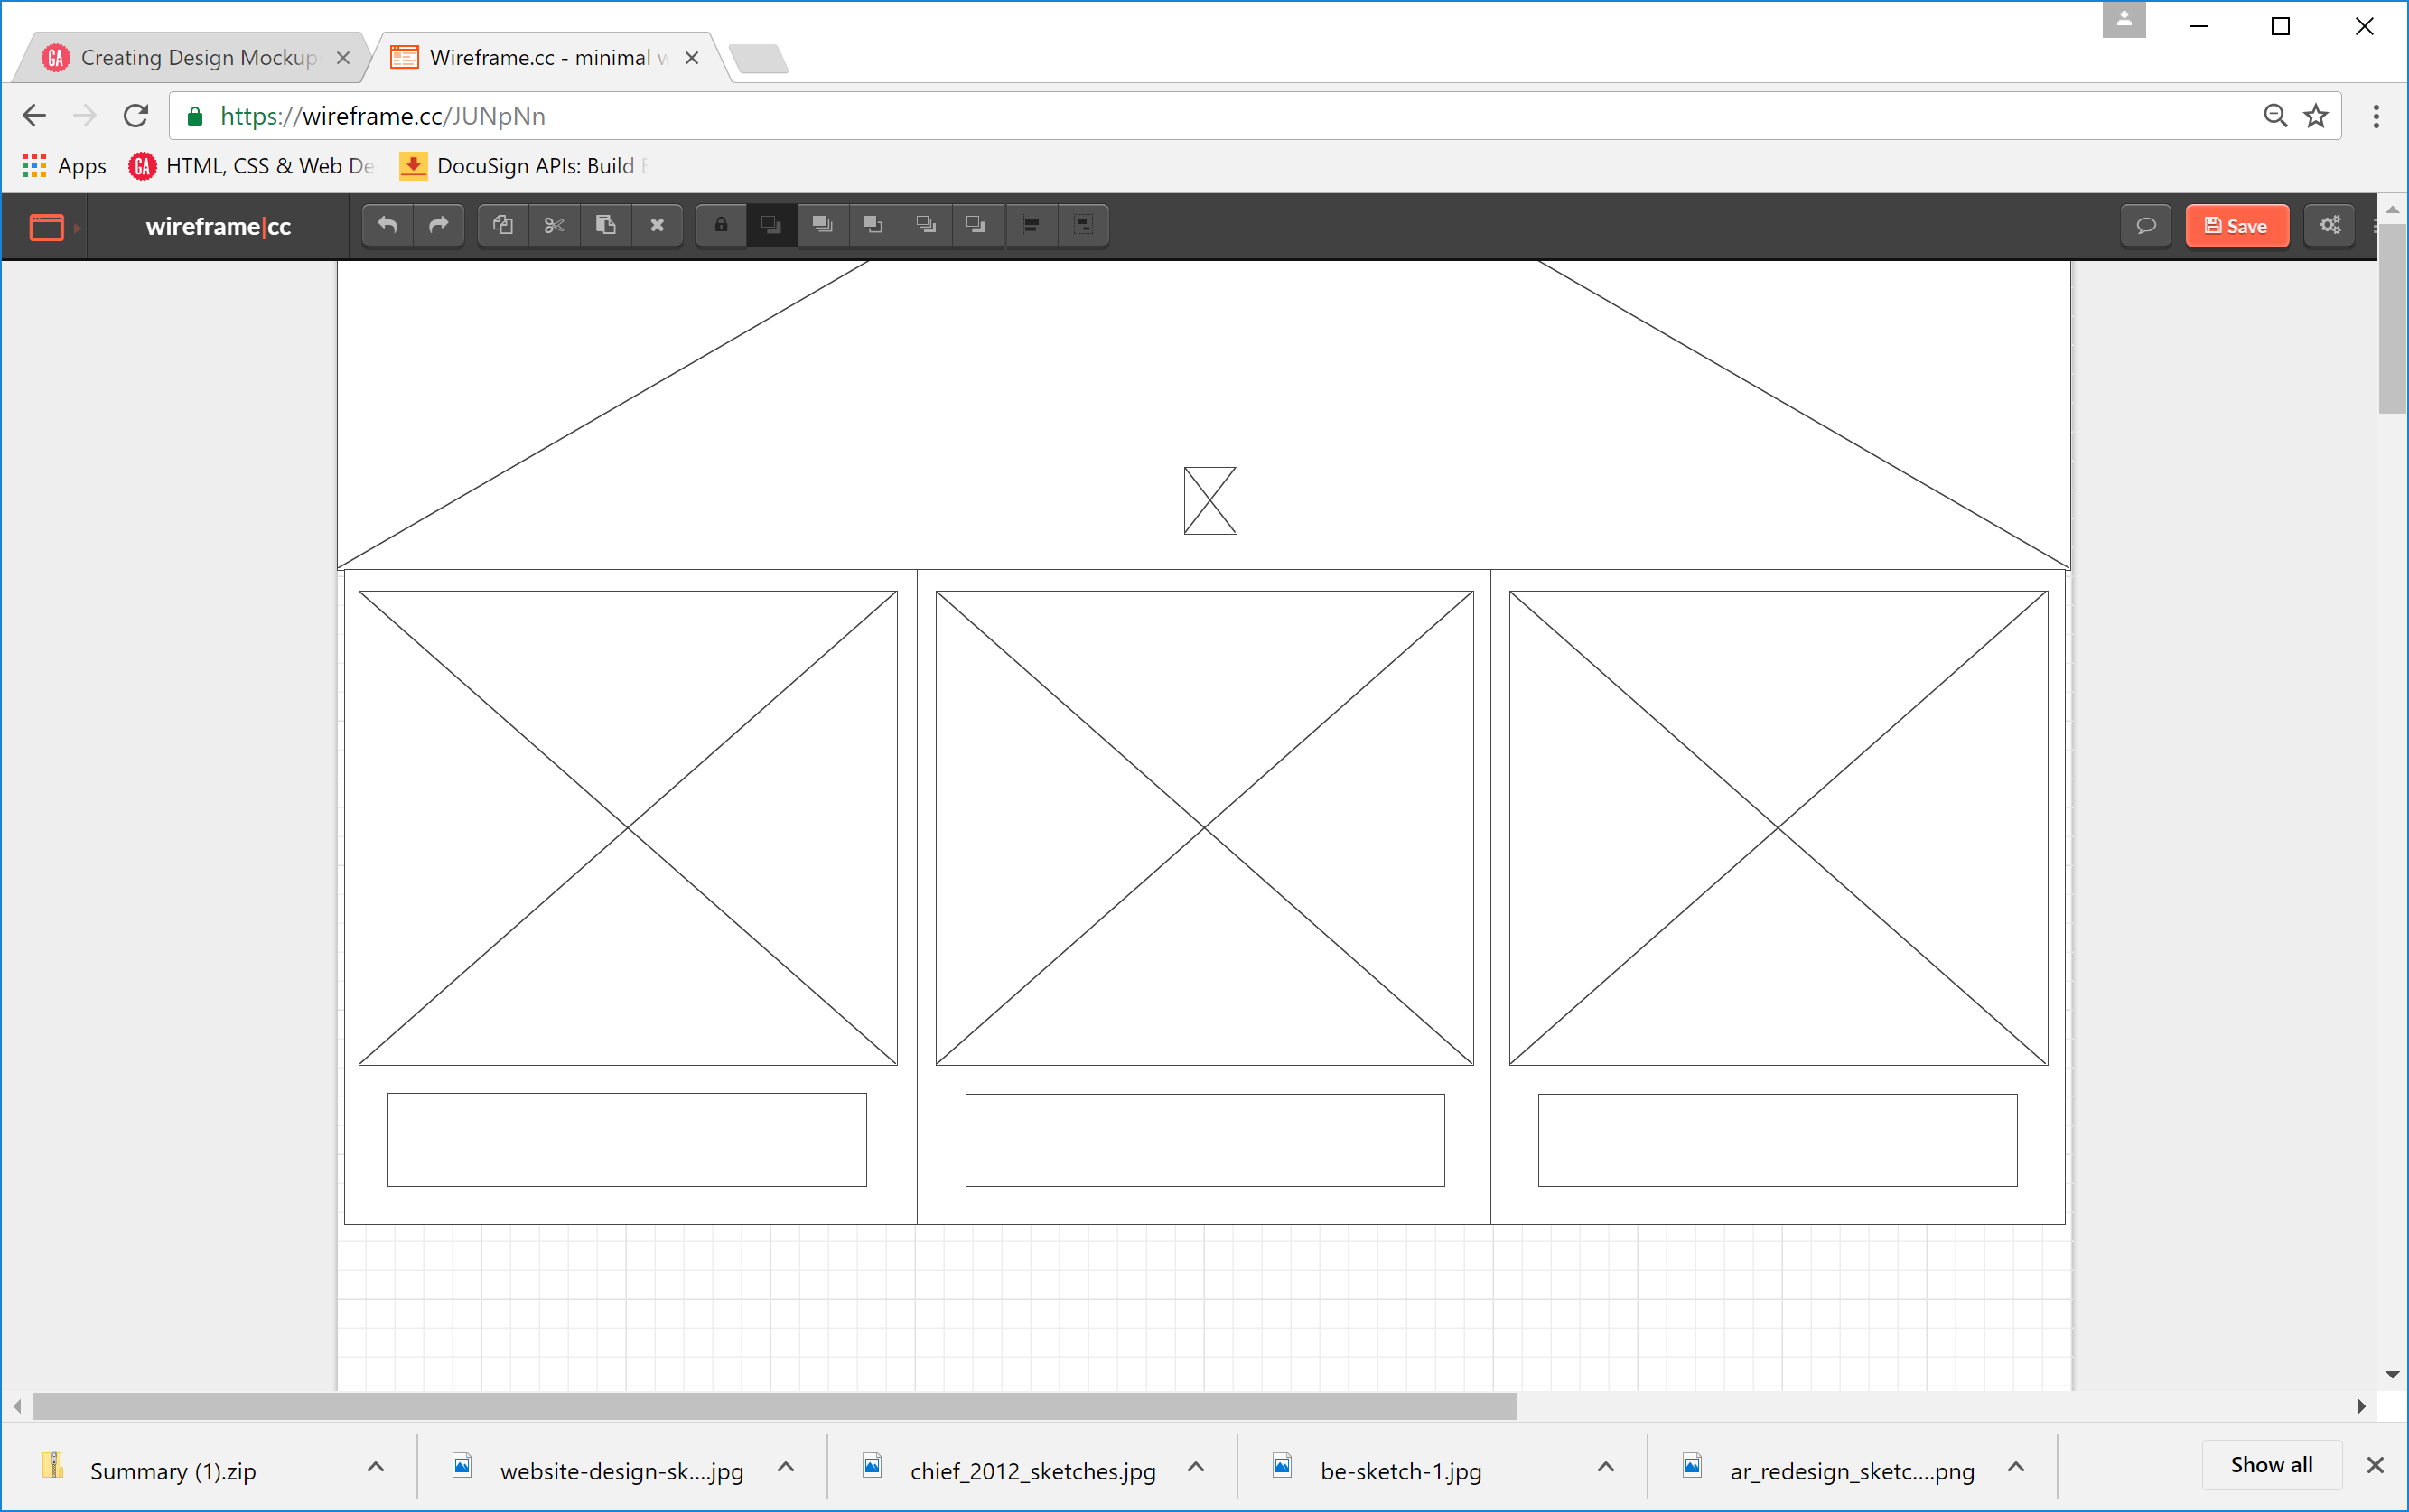 GA Creating Design Mockup
Wireframe.cc - minimal w
https://wireframe.cc/JUNpNn
Apps
GA HTML, CSS & Web De
DocuSign APIs: Build
wireframe|cc
Save
Summary (1).zip
website-design-sk....jpg
chief_2012_sketches.jpg
be-sketch-1.jpg
ar_redesign_sketc....png
Show all